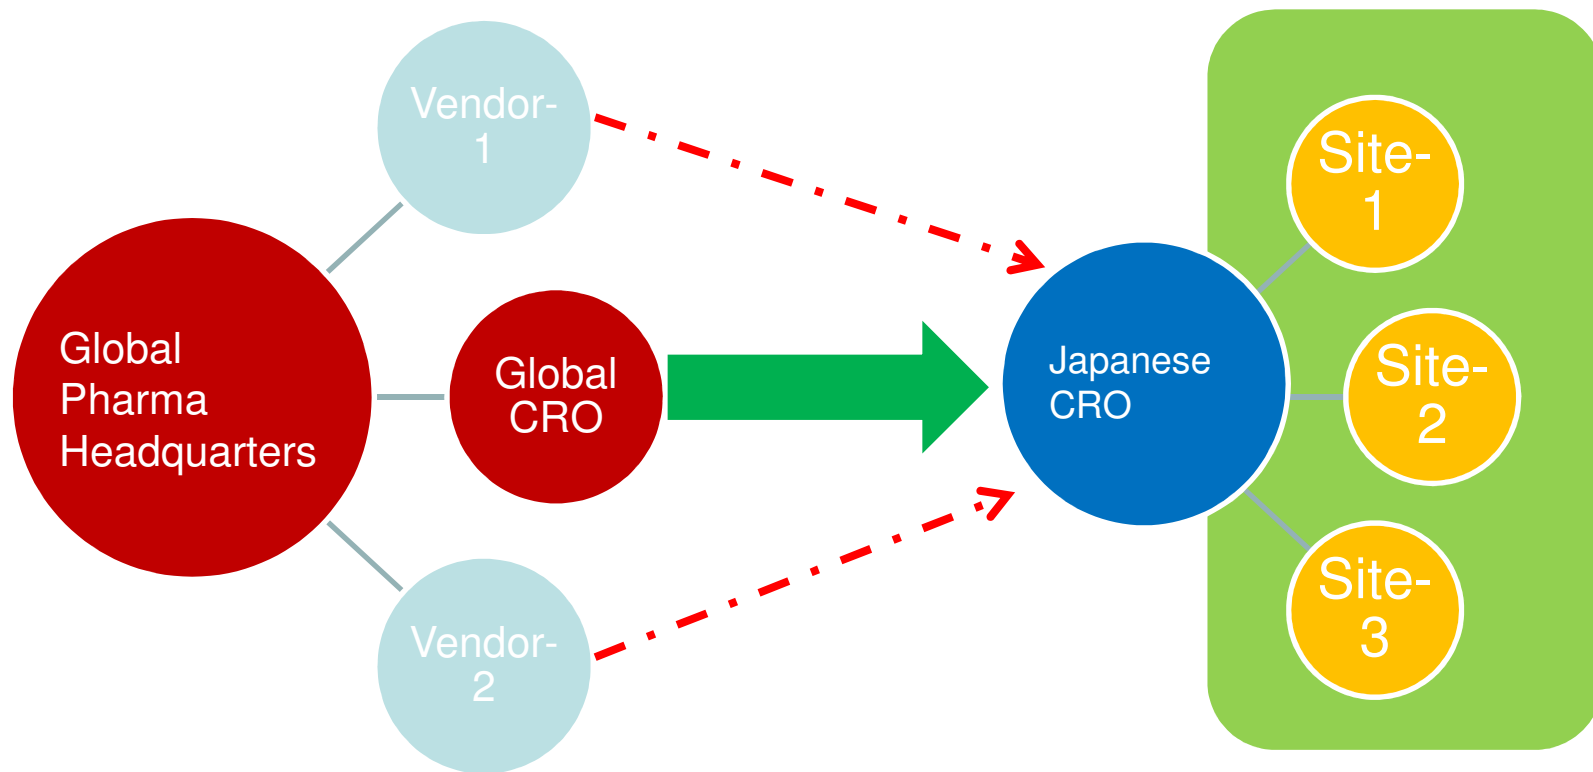 Vendor-
1
Global
Pharma
Headquarters
Global
CRO
Vendor-
2
Japanese
CRO
Site-
1
Site-
2
Site-
3